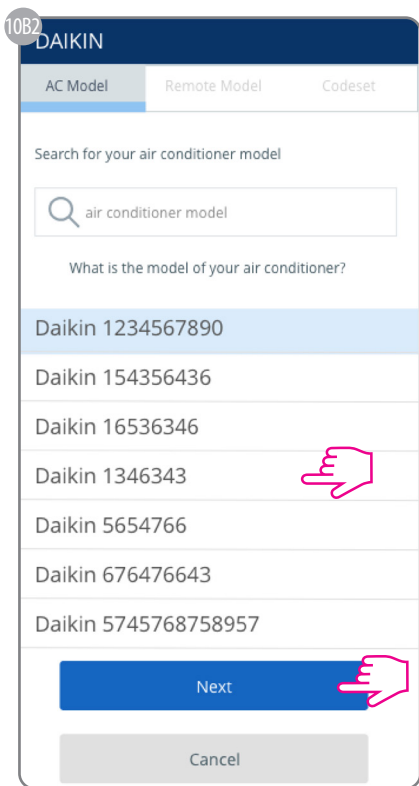 10B2
DAIKIN
AC Model Remote Model Codeset
Search for your air conditioner model
air conditioner model
What is the model of your air conditioner?
Daikin 1234567890
Daikin 154356436
Daikin 16536346
Daikin 1346343
Daikin 5654766
Daikin 676476643
Daikin 5745768758957
Next
Cancel